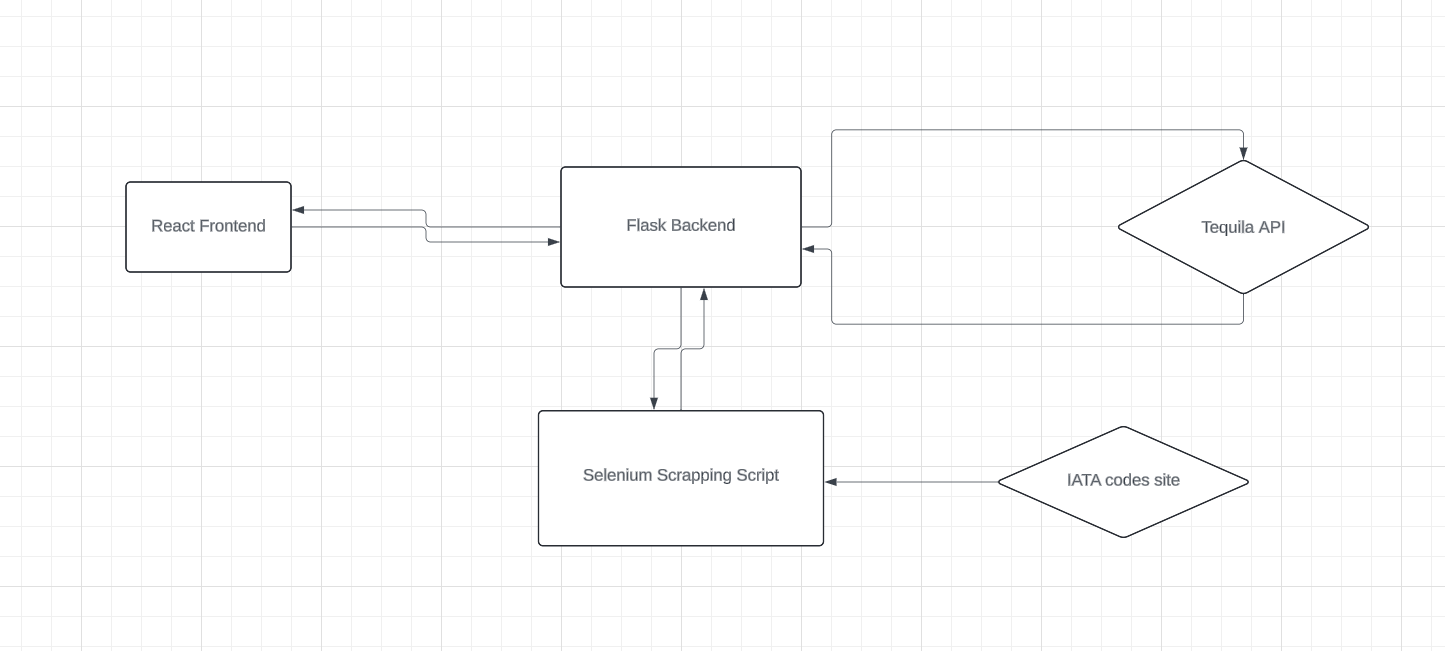 React Frontend
Flask Backend
Tequila API
Selenium Scrapping Script
IATA codes site